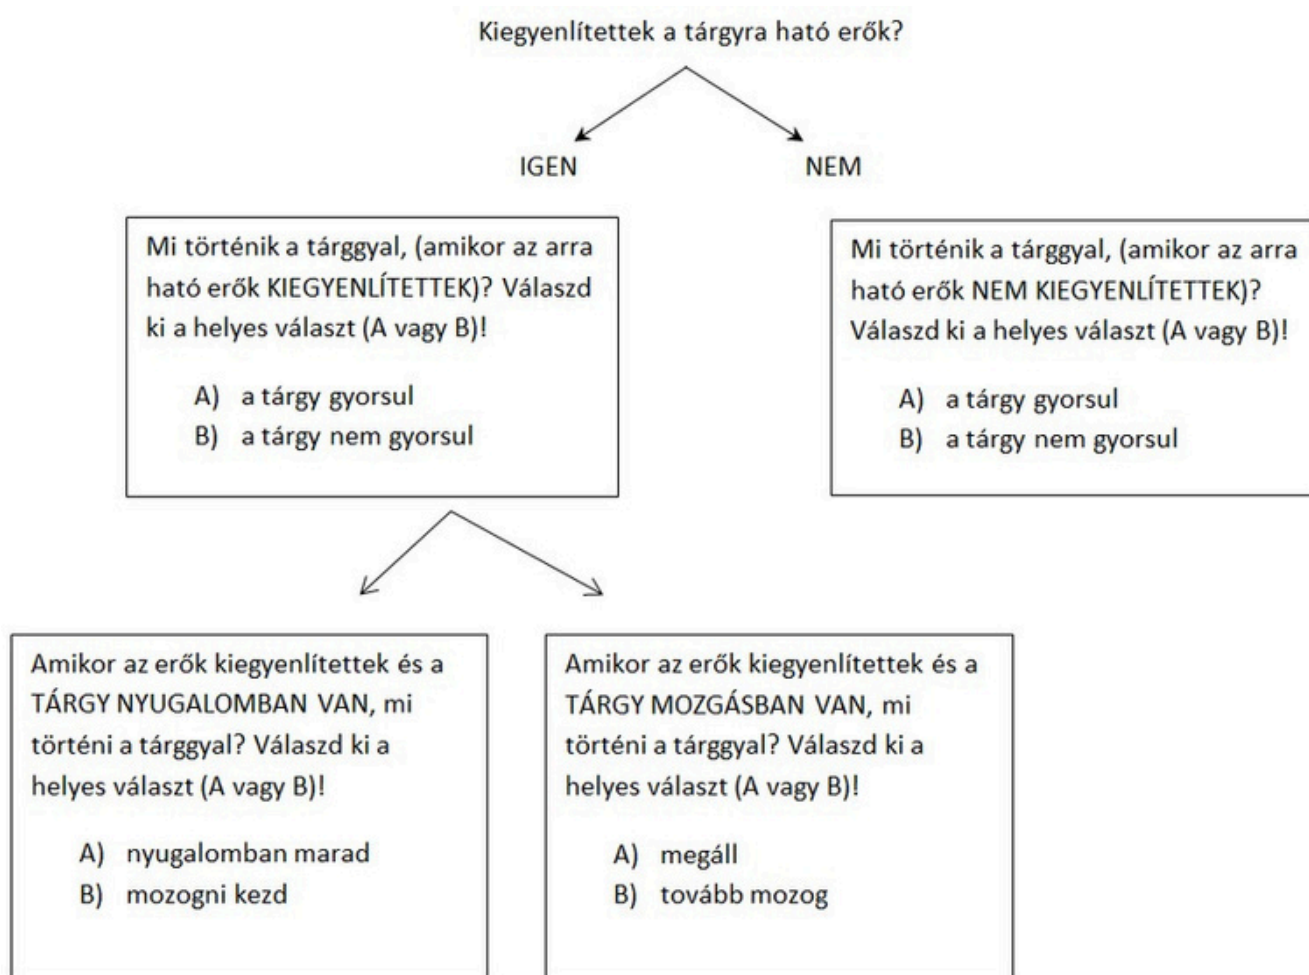 Kiegyenlítettek a tárgyra ható erők?
IGEN
NEM
Mi történik a tárggyal, (amikor az arra
ható erők KIEGYENLÍTETTEK)? Válaszd
ki a helyes választ (A vagy B)!
A) a tárgy gyorsul
B) a tárgy nem gyorsul
Mi történik a tárggyal, (amikor az arra
ható erők NEM KIEGYENLÍTETTEK)?
Válaszd ki a helyes választ (A vagy B)!
A) a tárgy gyorsul
B) a tárgy nem gyorsul
Amikor az erők kiegyenlítettek és a
TÁRGY NYUGALOMBAN VAN, mi
történi a tárggyal? Válaszd ki a
helyes választ (A vagy B)!
A) nyugalomban marad
B) mozogni kezd
Amikor az erők kiegyenlítettek és a
TÁRGY MOZGÁSBAN VAN, mi
történi a tárggyal? Válaszd ki a
helyes választ (A vagy B)!
A) megáll
B) tovább mozog